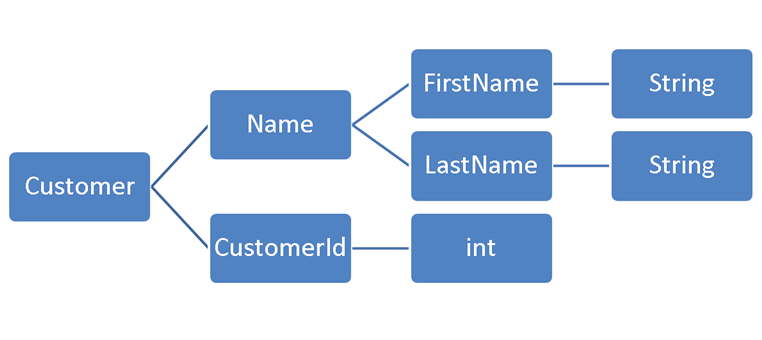 FirstName
String
Name
LastName
String
Customer
CustomerId
int